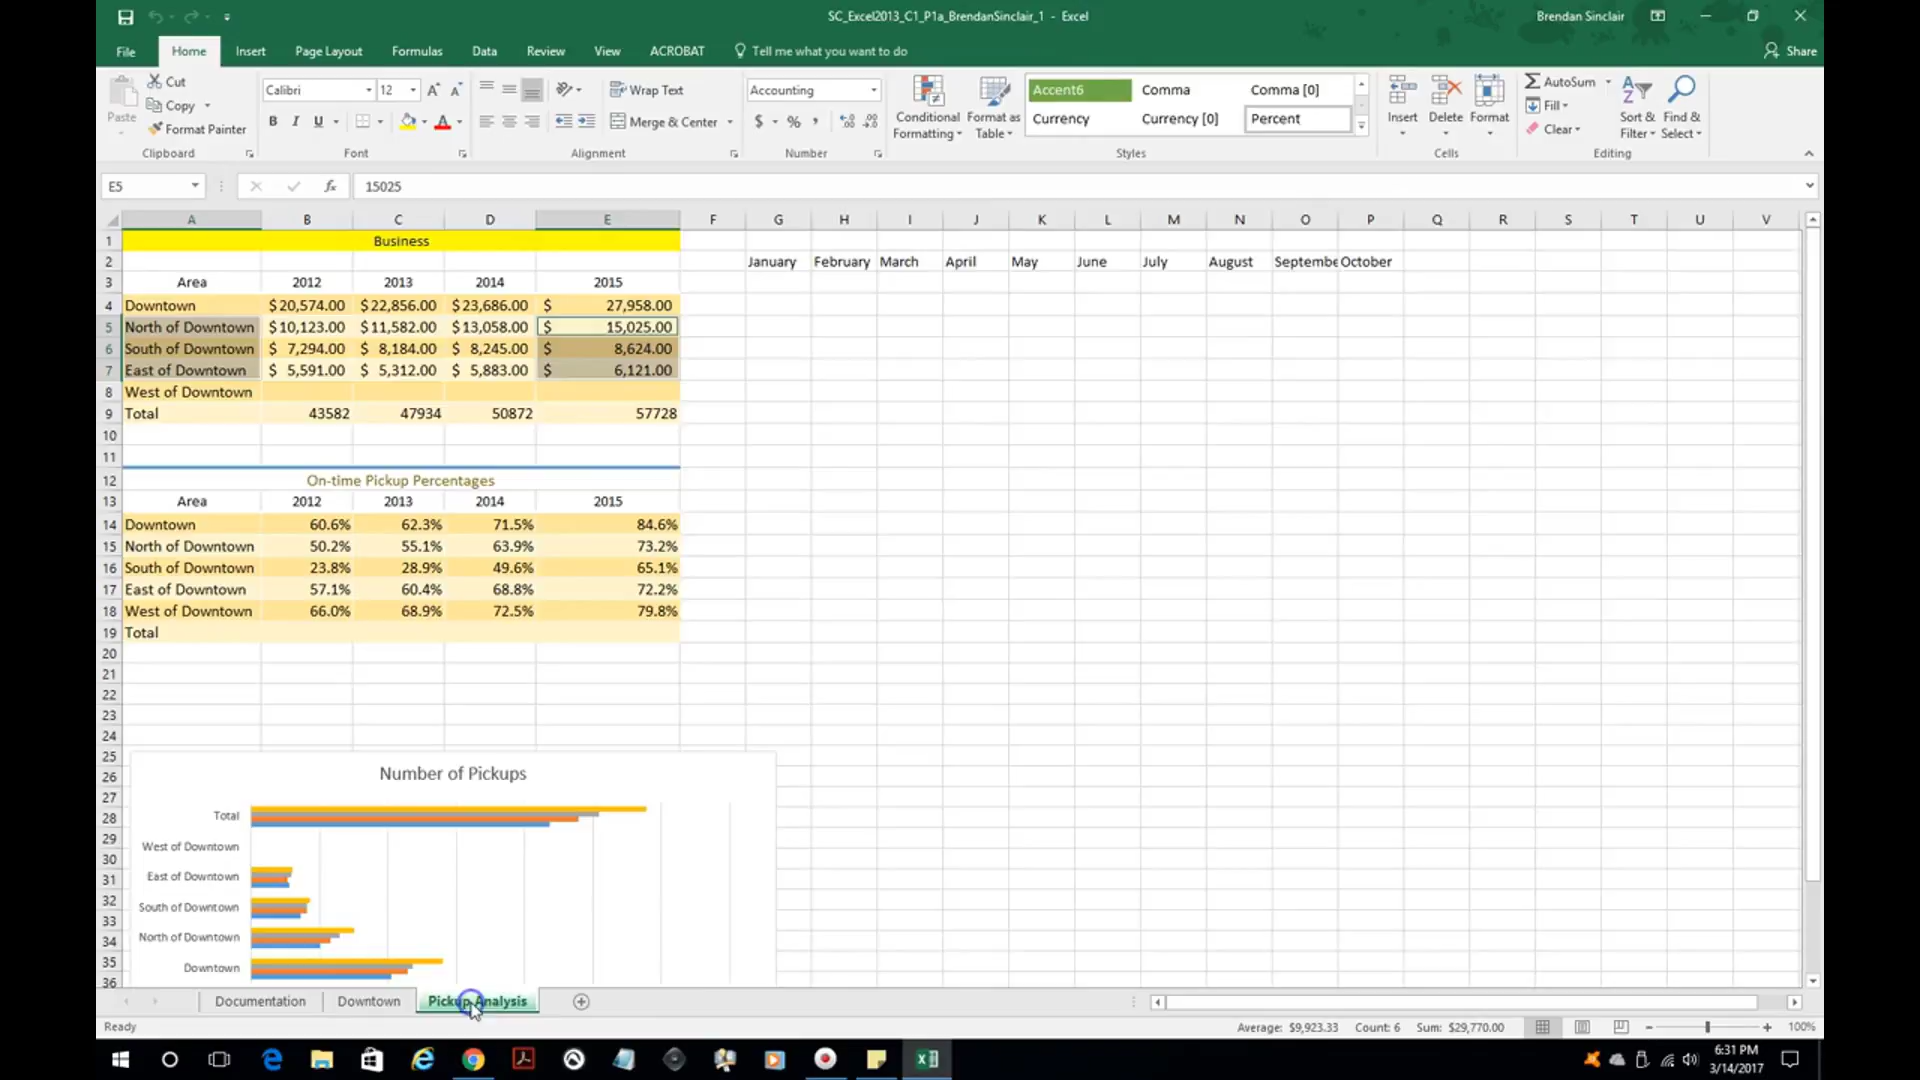 SC_Excel2013_C1_P1a_BrendanSinclair_1 - Excel
Brendan Sinclair
File Home Insert Page Layout Formulas Data Review View ACROBAT Tell me what you want to do Share
Paste Cut Copy Format Painter Clipboard
Calibri 12 B I U A Font
Wrap Text Merge & Center Alignment
Accounting $ % , Number
Conditional Formatting Format as Table
Accent6 Comma Comma [0]
Currency Currency [0] Percent
Styles
Insert Delete Format Cells
AutoSum Fill Clear Sort & Filter Find & Select Editing
E5 fx 15025
A B C D E F G H I J K L M N O P Q R S T U V
1 Business
2 January February March April May June July August Septembe October
3 Area 2012 2013 2014 2015
4 Downtown $20,574.00 $22,856.00 $23,686.00 $ 27,958.00
5 North of Downtown $10,123.00 $11,582.00 $13,058.00 $ 15,025.00
6 South of Downtown $ 7,294.00 $ 8,184.00 $ 8,245.00 $ 8,624.00
7 East of Downtown $ 5,591.00 $ 5,312.00 $ 5,883.00 $ 6,121.00
8 West of Downtown
9 Total 43582 47934 50872 57728
10
11
12 On-time Pickup Percentages
13 Area 2012 2013 2014 2015
14 Downtown 60.6% 62.3% 71.5% 84.6%
15 North of Downtown 50.2% 55.1% 63.9% 73.2%
16 South of Downtown 23.8% 28.9% 49.6% 65.1%
17 East of Downtown 57.1% 60.4% 68.8% 72.2%
18 West of Downtown 66.0% 68.9% 72.5% 79.8%
19 Total
20
21
22
23
24
25
26 Number of Pickups
27
28 Total
29 West of Downtown
30
31 East of Downtown
32 South of Downtown
33
34 North of Downtown
35 Downtown
36
Documentation Downtown Pickup Analysis
Ready Average: $9,923.33 Count: 6 Sum: $29,770.00 100%
6:31 PM
3/14/2017